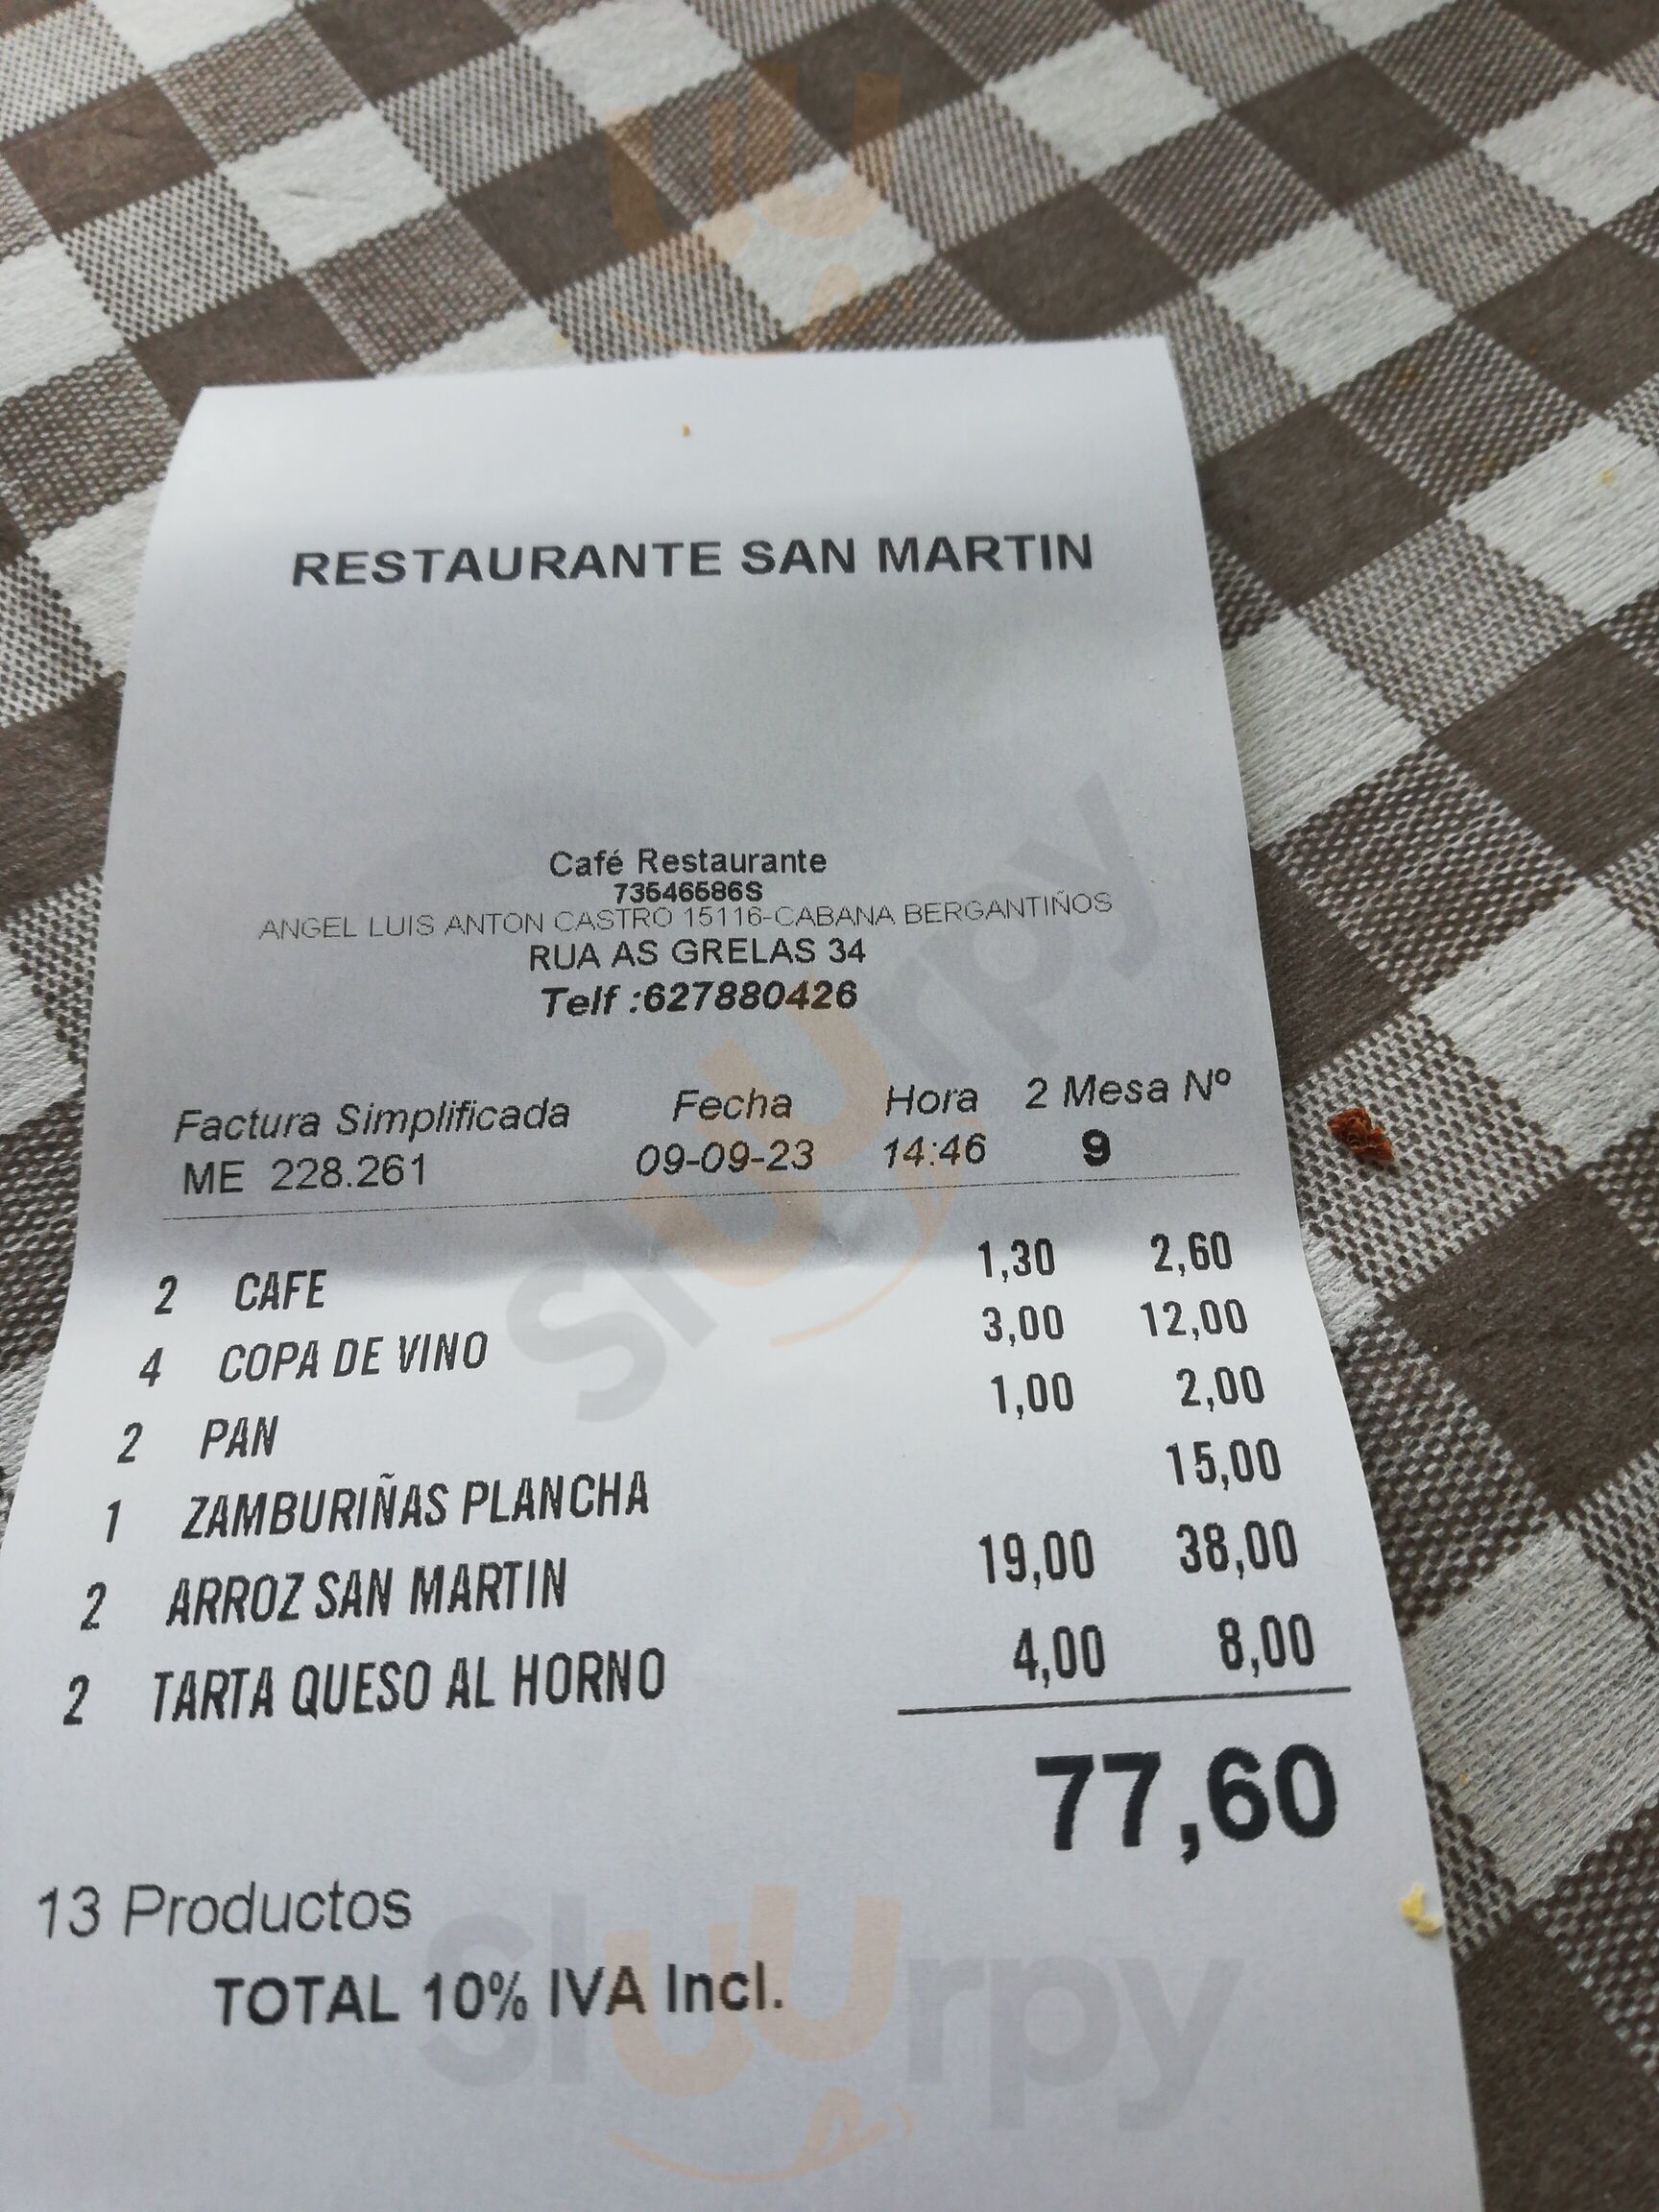 RESTAURANTE SAN MARTIN
Café Restaurante
73546586S
ANGEL LUIS ANTON CASTRO 15116-CABANA BERGANTIÑOS
RUA AS GRELAS 34
Telf :627880426
Factura Simplificada Fecha Hora 2 Mesa Nº
ME 228.261 09-09-23 14:46 9
2 CAFE 1,30 2,60
4 COPA DE VINO 3,00 12,00
2 PAN 1,00 2,00
1 ZAMBURIÑAS PLANCHA 15,00
2 ARROZ SAN MARTIN 19,00 38,00
2 TARTA QUESO AL HORNO 4,00 8,00
77,60
13 Productos
TOTAL 10% IVA Incl.
slurpy
slurpy